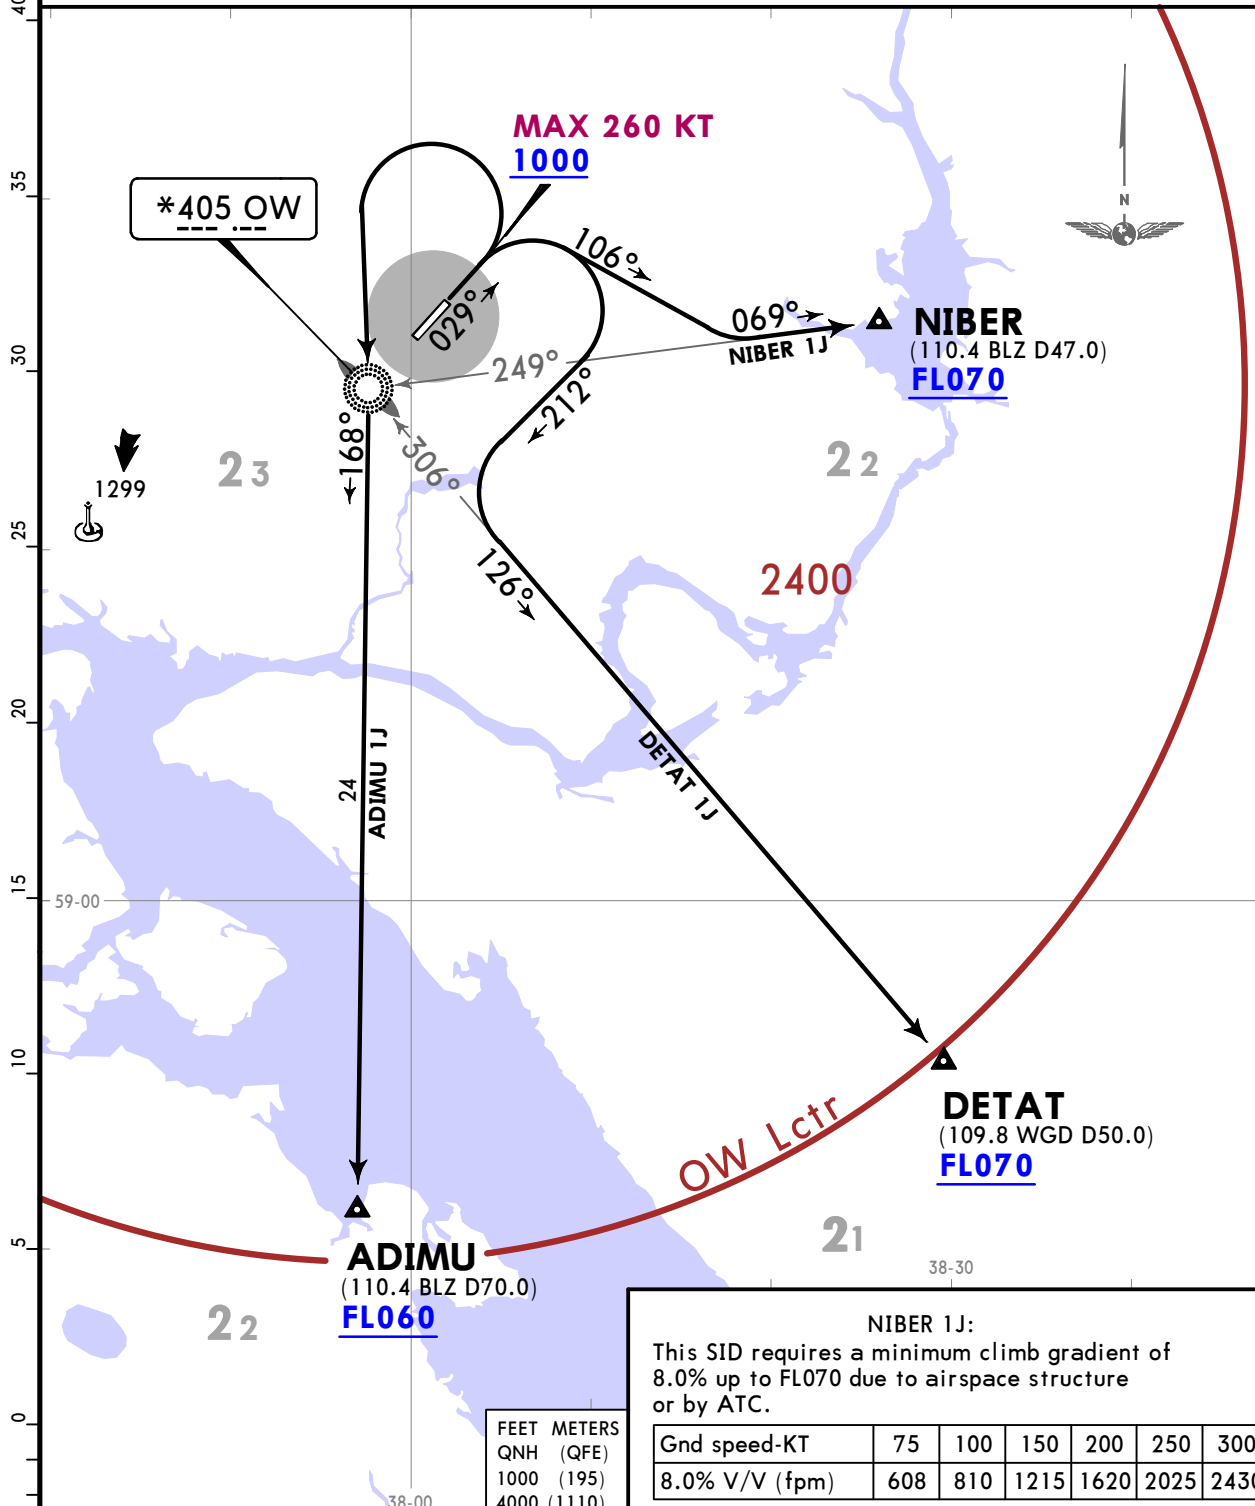 40
35
30
25
20
15
10
5
0
MAX 260 KT
1000
*405 OW
N
029°
106°
069°
NIBER 1J
NIBER
(110.4 BLZ D47.0)
FL070
249°
212°
306°
168°
126°
23
22
1299
2400
24
ADIMU 1J
DETAT 1J
59-00
OW Lctr
DETAT
(109.8 WGD D50.0)
FL070
ADIMU
(110.4 BLZ D70.0)
FL060
21
22
38-30
38-00
FEET METERS
QNH (QFE)
1000 (195)
4000 (1110)
NIBER 1J:
This SID requires a minimum climb gradient of
8.0% up to FL070 due to airspace structure
or by ATC.
Gnd speed-KT 75 100 150 200 250 300
8.0% V/V (fpm) 608 810 1215 1620 2025 2430